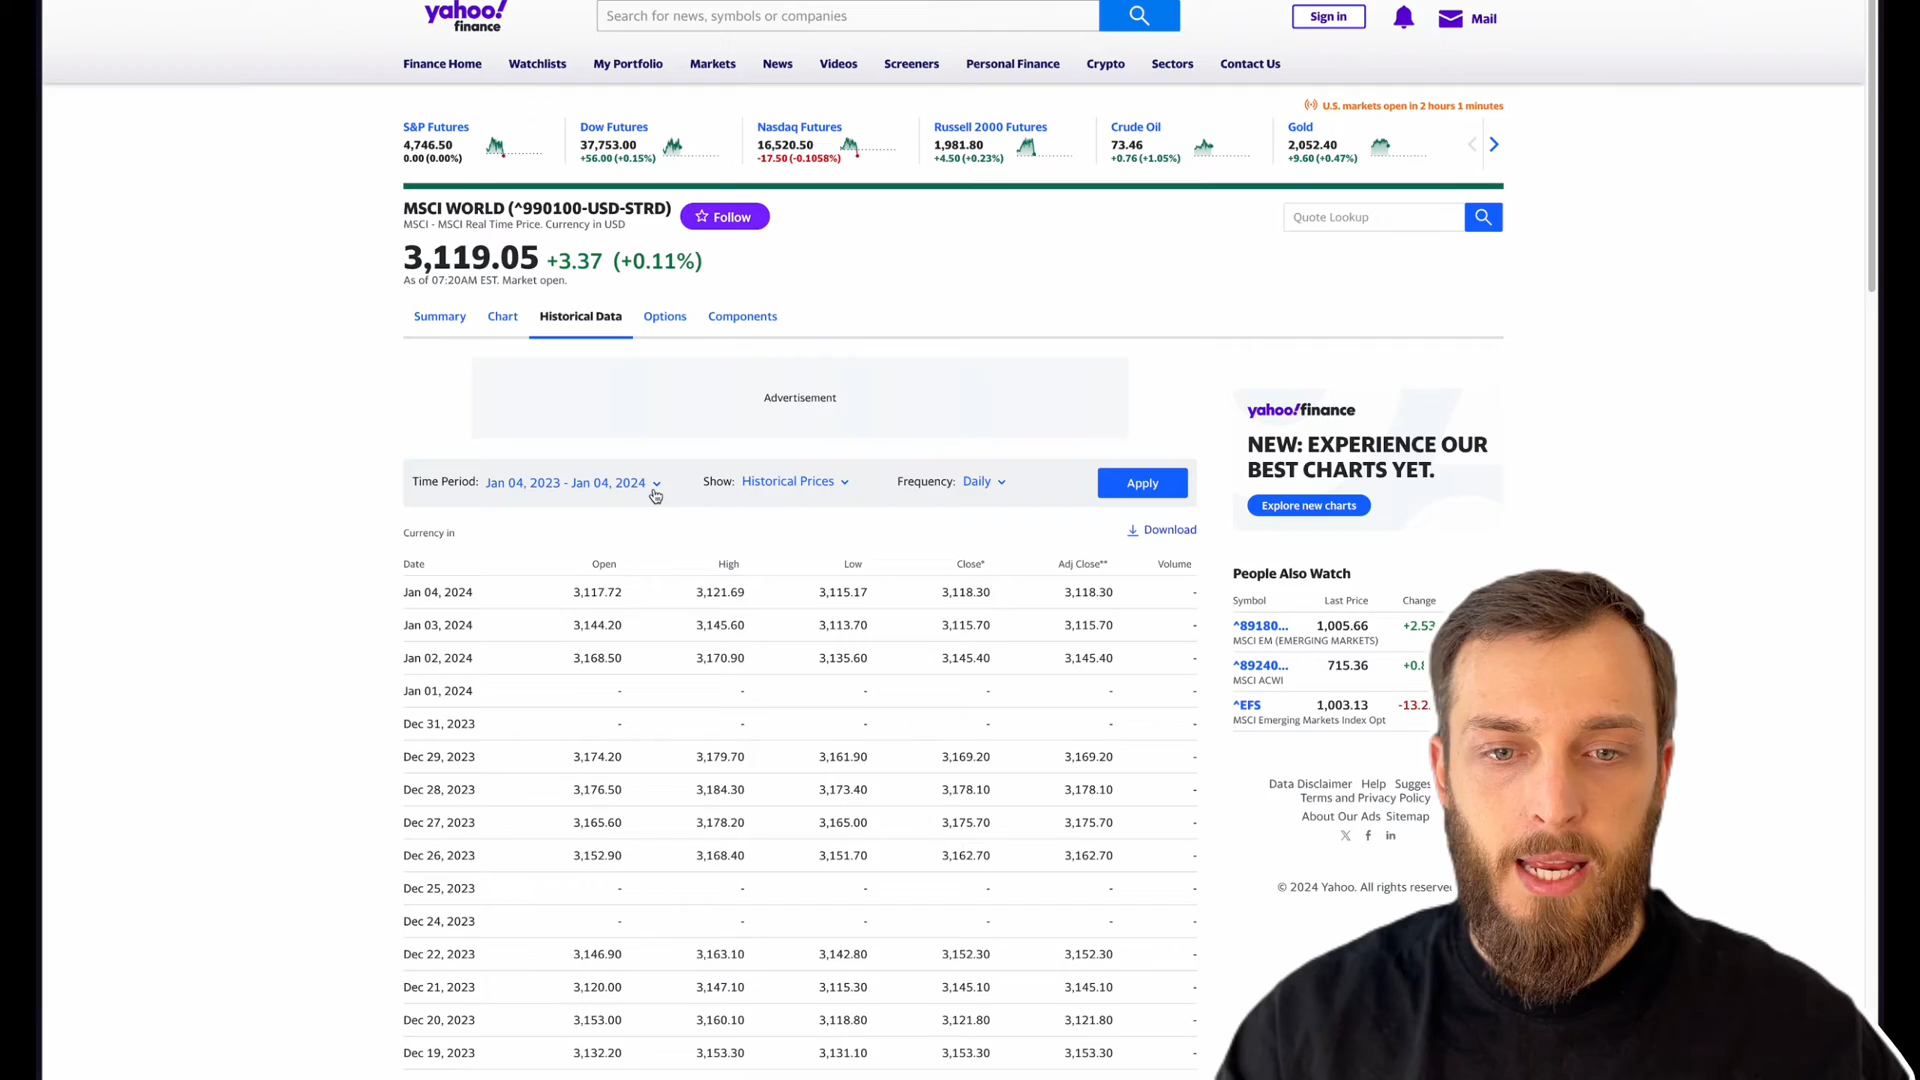 yahoo!
finance
Search for news, symbols or companies
Sign in
Mail
Finance Home Watchlists My Portfolio Markets News Videos Screeners Personal Finance Crypto Sectors Contact Us
U.S. markets open in 2 hours 1 minutes
S&P Futures Dow Futures Nasdaq Futures Russell 2000 Futures Crude Oil Gold
4,746.50 37,753.00 16,520.50 1,981.80 73.46 2,052.40
0.00 (0.00%) +56.00 (+0.15%) -17.50 (-0.1058%) +4.50 (+0.23%) +0.76 (+1.05%) +9.60 (+0.47%)
MSCI WORLD (^990100-USD-STRD) Follow
MSCI - MSCI Real Time Price. Currency in USD
Quote Lookup
3,119.05 +3.37 (+0.11%)
As of 07:20AM EST. Market open.
Summary Chart Historical Data Options Components
Advertisement
yahoo!finance
NEW: EXPERIENCE OUR
BEST CHARTS YET.
Explore new charts
Time Period: Jan 04, 2023 - Jan 04, 2024 Show: Historical Prices Frequency: Daily Apply
Currency in Download
Date Open High Low Close* Adj Close** Volume
Jan 04, 2024 3,117.72 3,121.69 3,115.17 3,118.30 3,118.30 -
Jan 03, 2024 3,144.20 3,145.60 3,113.70 3,115.70 3,115.70 -
Jan 02, 2024 3,168.50 3,170.90 3,135.60 3,145.40 3,145.40 -
Jan 01, 2024 - - - - - -
Dec 31, 2023 - - - - - -
Dec 29, 2023 3,174.20 3,179.70 3,161.90 3,169.20 3,169.20 -
Dec 28, 2023 3,176.50 3,184.30 3,173.40 3,178.10 3,178.10 -
Dec 27, 2023 3,165.60 3,178.20 3,165.00 3,175.70 3,175.70 -
Dec 26, 2023 3,152.90 3,168.40 3,151.70 3,162.70 3,162.70 -
Dec 25, 2023 - - - - - -
Dec 24, 2023 - - - - - -
Dec 22, 2023 3,146.90 3,163.10 3,142.80 3,152.30 3,152.30 -
Dec 21, 2023 3,120.00 3,147.10 3,115.30 3,145.10 3,145.10 -
Dec 20, 2023 3,153.00 3,160.10 3,118.80 3,121.80 3,121.80 -
Dec 19, 2023 3,132.20 3,153.30 3,131.10 3,153.30 3,153.30 -
People Also Watch
Symbol Last Price Change
^89180... 1,005.66 +2.53
MSCI EM (EMERGING MARKETS)
^89240... 715.36 +0.8
MSCI ACWI
^EFS 1,003.13 -13.2
MSCI Emerging Markets Index Opt
Data Disclaimer Help Sugges
Terms and Privacy Policy
About Our Ads Sitemap
© 2024 Yahoo. All rights reserve